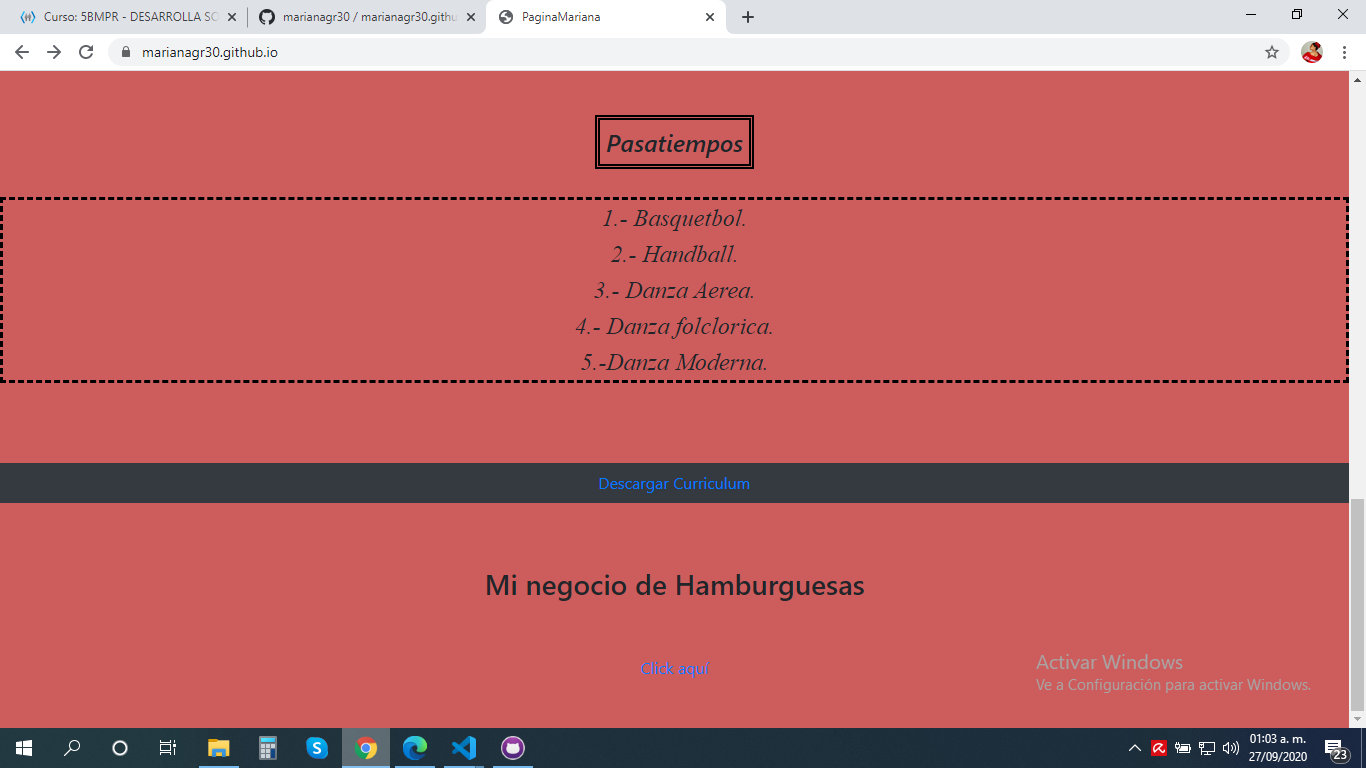 Curso: 5BMPR - DESARROLLA SO
marianagr30 / marianagr30.githu
PaginaMariana
marianagr30.github.io
Pasatiempos
1.- Basquetbol.
2.- Handball.
3.- Danza Aerea.
4.- Danza folclorica.
5.-Danza Moderna.
Descargar Curriculum
Mi negocio de Hamburguesas
Click aquí
Activar Windows
Ve a Configuración para activar Windows.
01:03 a. m.
27/09/2020
23